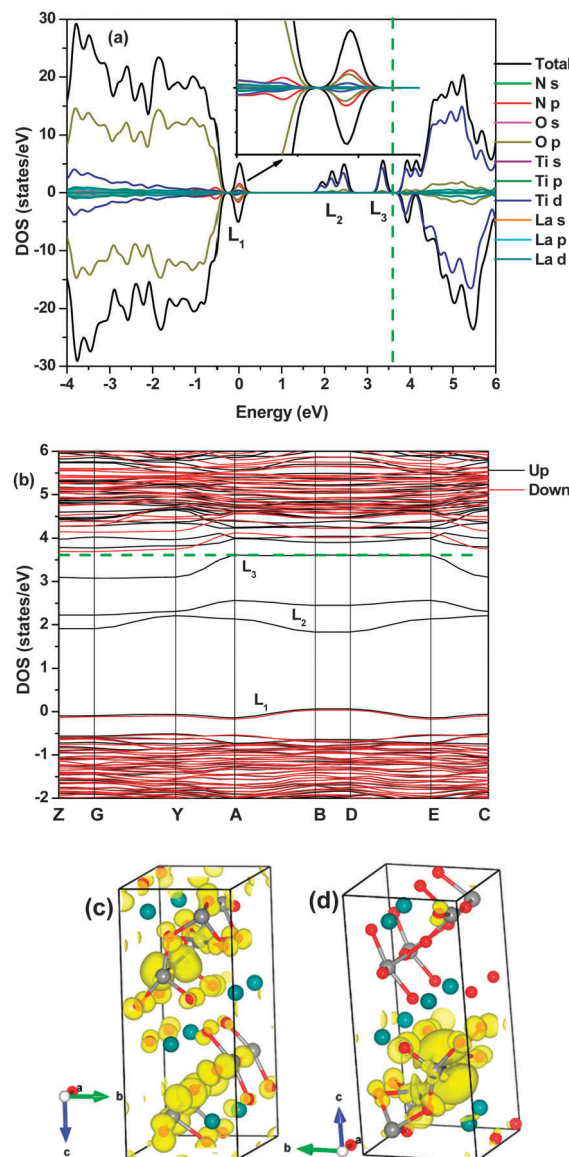 (a)
30
20
10
0
-10
-20
-30
DOS (states/eV)
L1
L2
L3
-4 -3 -2 -1 0 1 2 3 4 5 6
Energy (eV)
Total
N s
N p
O s
O p
Ti s
Ti p
Ti d
La s
La p
La d
(b)
6
5
4
3
2
1
0
-1
-2
DOS (states/eV)
L3
L2
L1
Up
Down
Z G Y A B D E C
(c)
a
b
c
(d)
c
b
a